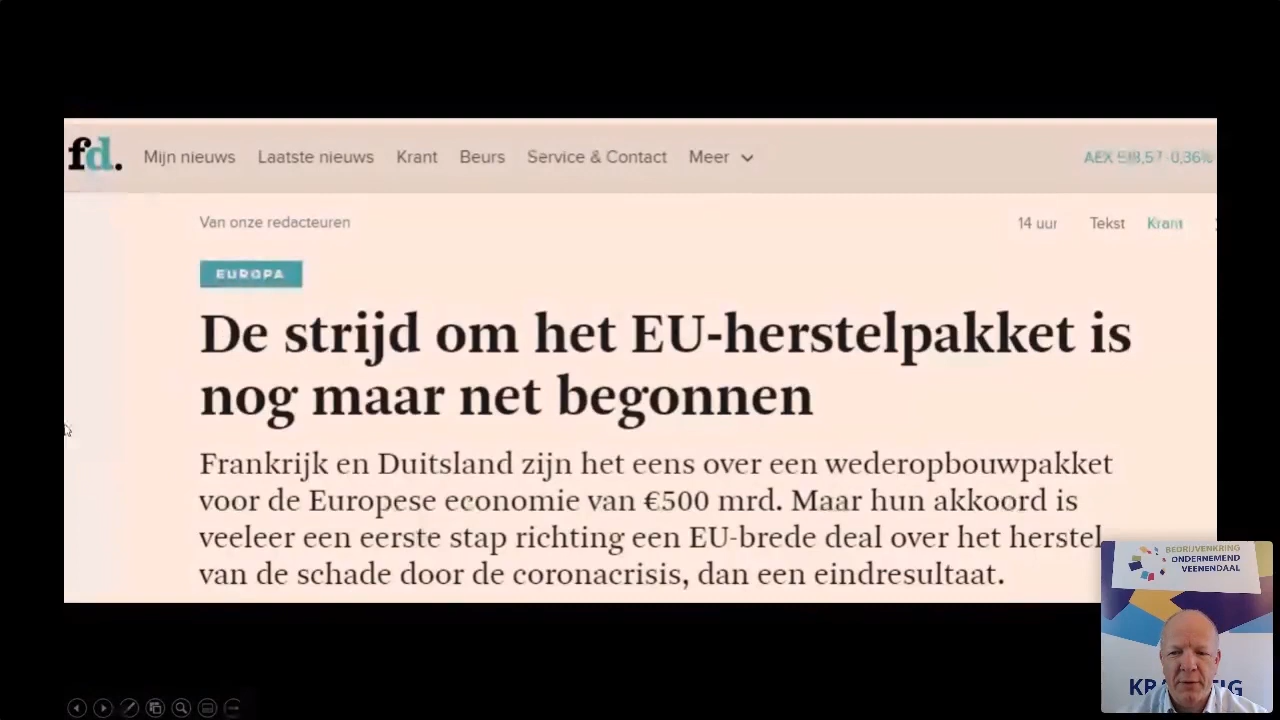 fd. Mijn nieuws Laatste nieuws Krant Beurs Service & Contact Meer AEX
Van onze redacteuren 14 uur Tekst Krant
EUROPA
De strijd om het EU-herstelpakket is
nog maar net begonnen
Frankrijk en Duitsland zijn het eens over een wederopbouwpakket
voor de Europese economie van €500 mrd. Maar hun akkoord is
veeleer een eerste stap richting een EU-brede deal over het herstel
van de schade door de coronacrisis, dan een eindresultaat.
BEDRIJVENKRING
ONDERNEMEND
VEENENDAAL